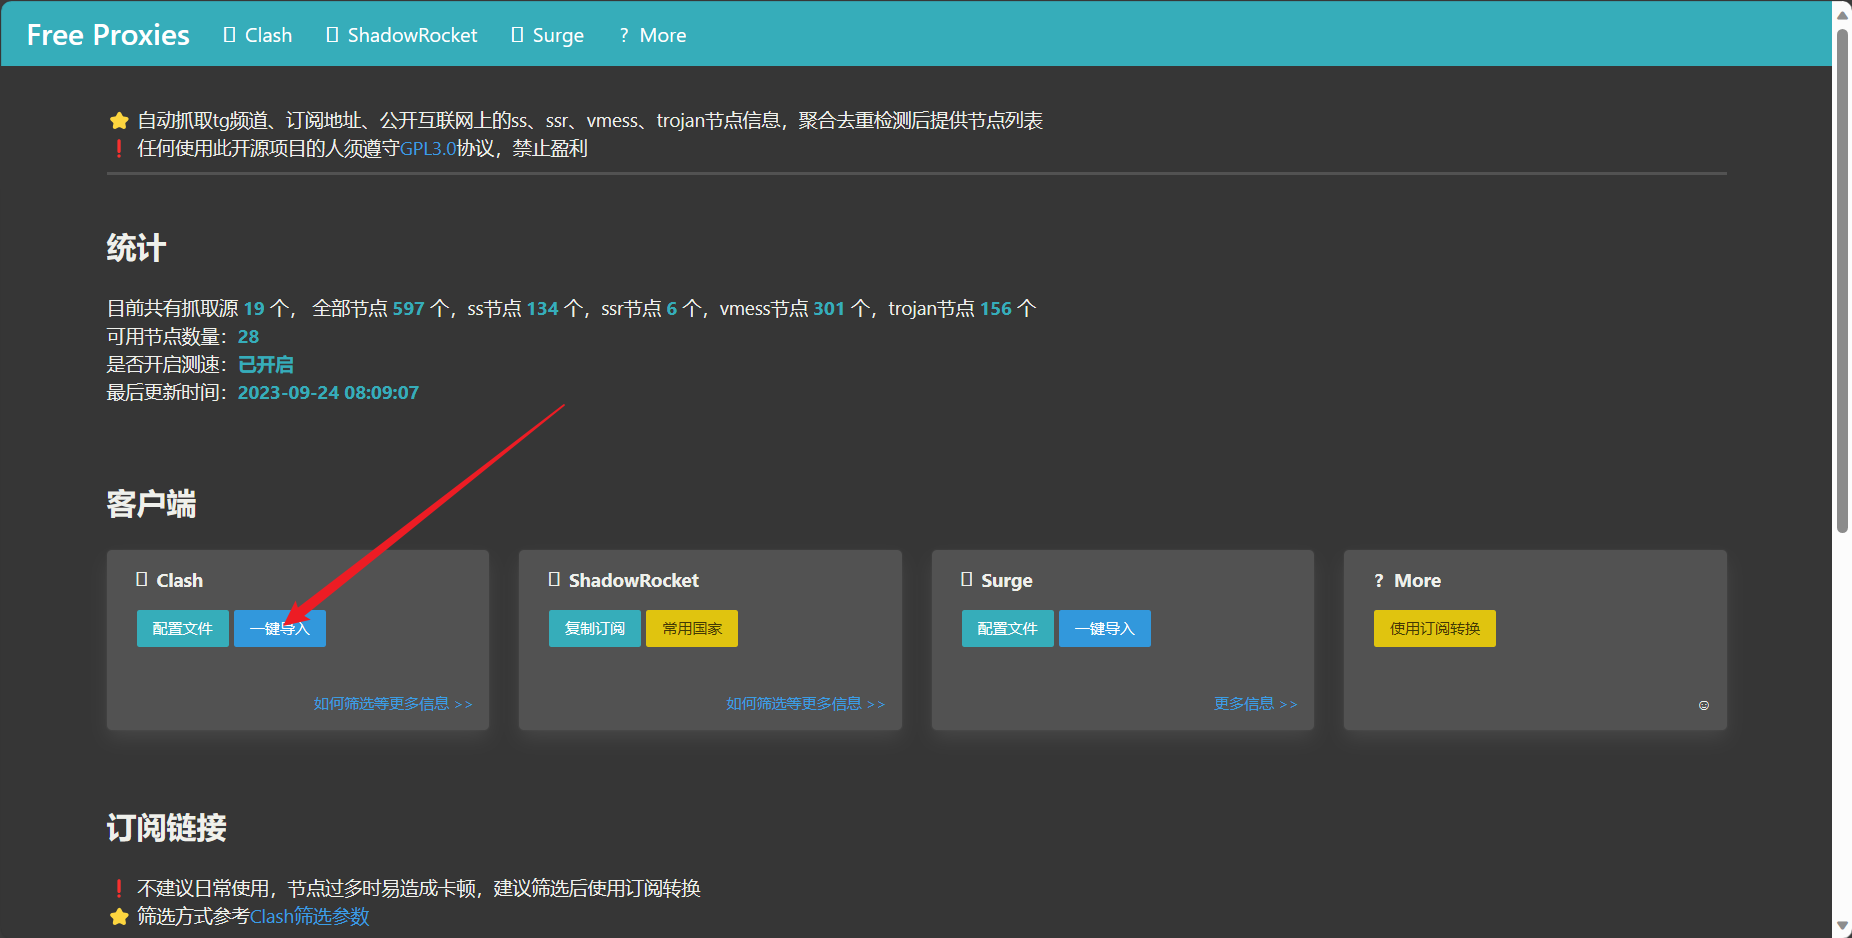 Free Proxies Clash ShadowRocket Surge ? More
⭐ 自动抓取tg频道、订阅地址、公开互联网上的ss、ssr、vmess、trojan节点信息，聚合去重检测后提供节点列表
❗ 任何使用此开源项目的人须遵守GPL3.0协议，禁止盈利
统计
目前共有抓取源 19 个， 全部节点 597 个，ss节点 134 个，ssr节点 6 个，vmess节点 301 个，trojan节点 156 个
可用节点数量：28
是否开启测速：已开启
最后更新时间：2023-09-24 08:09:07
客户端
Clash
配置文件 一键导入
如何筛选等更多信息 >>
ShadowRocket
复制订阅 常用国家
如何筛选等更多信息 >>
Surge
配置文件 一键导入
更多信息 >>
? More
使用订阅转换
☺
订阅链接
❗ 不建议日常使用，节点过多时易造成卡顿，建议筛选后使用订阅转换
⭐ 筛选方式参考Clash筛选参数